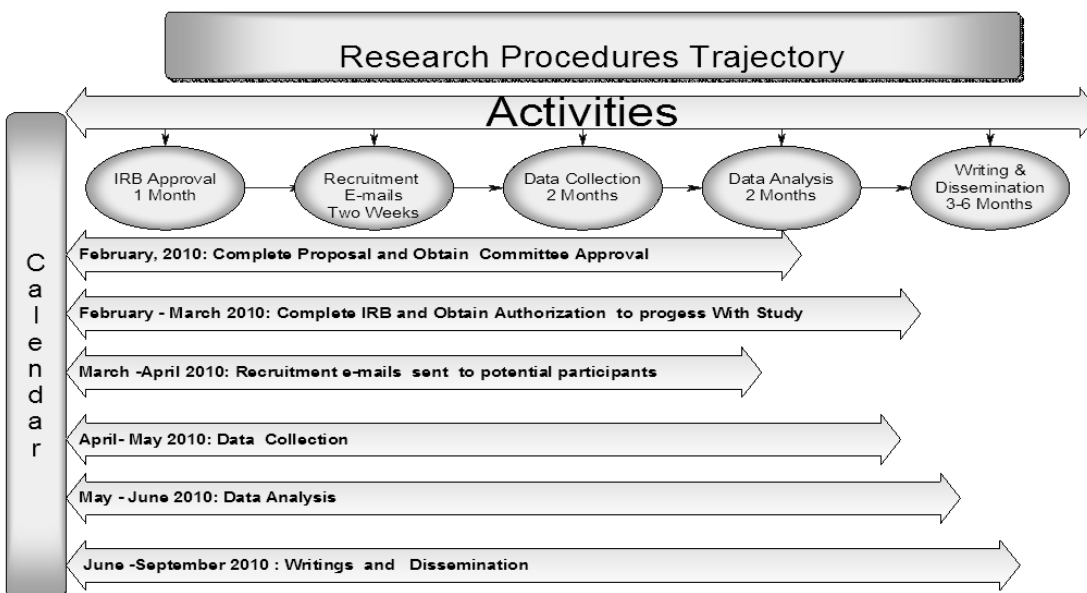 Research Procedures Trajectory
Activities
IRB Approval
1 Month
Recruitment
E-mails
Two Weeks
Data Collection
2 Months
Data Analysis
2 Months
Writing &
Dissemination
3-6 Months
Calendar
February, 2010: Complete Proposal and Obtain Committee Approval
February - March 2010: Complete IRB and Obtain Authorization to progess With Study
March -April 2010: Recruitment e-mails sent to potential participants
April- May 2010: Data Collection
May - June 2010: Data Analysis
June -September 2010 : Writings and Dissemination